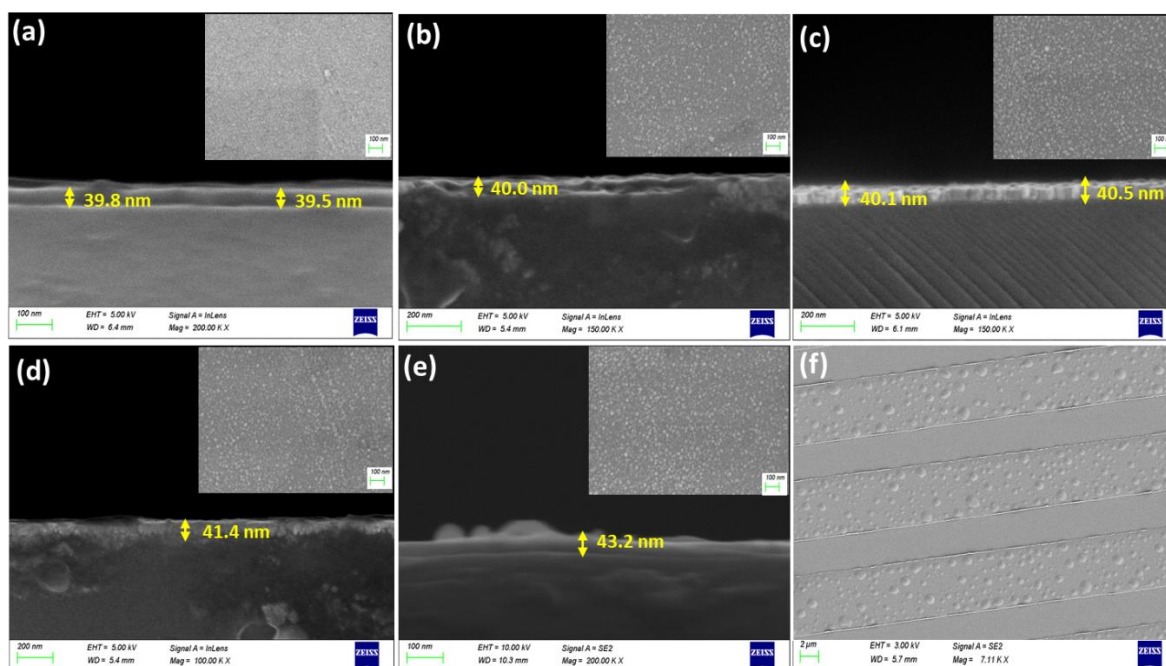 (a)
100 nm
39.8 nm
39.5 nm
100 nm
EHT = 5.00 kV
Signal A = InLens
WD = 6.4 mm
Mag = 200.00 K X
ZEISS
(b)
100 nm
40.0 nm
200 nm
EHT = 5.00 kV
Signal A = InLens
WD = 5.4 mm
Mag = 150.00 K X
ZEISS
(c)
100 nm
40.1 nm
40.5 nm
200 nm
EHT = 5.00 kV
Signal A = InLens
WD = 6.1 mm
Mag = 150.00 K X
ZEISS
(d)
100 nm
41.4 nm
200 nm
EHT = 5.00 kV
Signal A = InLens
WD = 5.4 mm
Mag = 100.00 K X
ZEISS
(e)
100 nm
43.2 nm
100 nm
EHT = 10.00 kV
Signal A = SE2
WD = 10.3 mm
Mag = 200.00 K X
ZEISS
(f)
2 µm
EHT = 3.00 kV
Signal A = SE2
WD = 5.7 mm
Mag = 7.11 K X
ZEISS